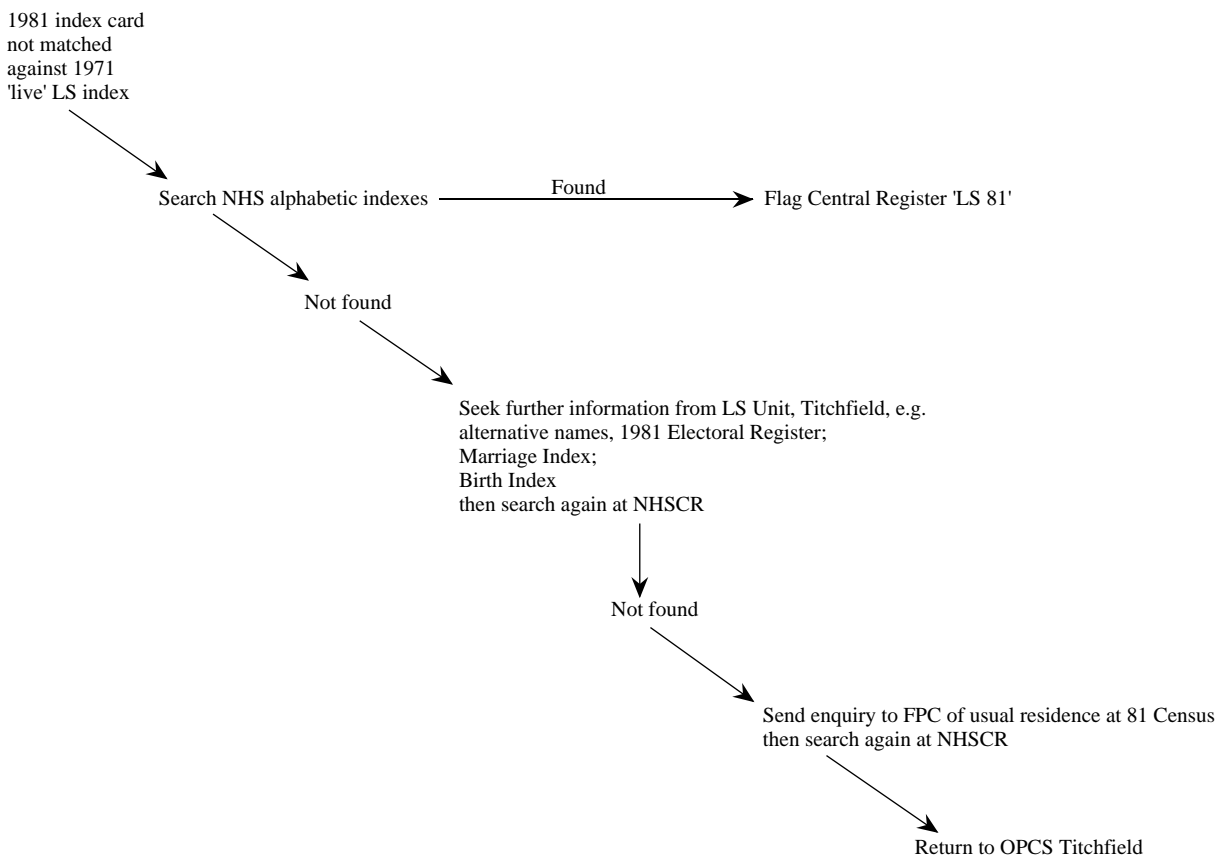 1981 index card
not matched
against 1971
'live' LS index
Search NHS alphabetic indexes
Found
Flag Central Register 'LS 81'
Not found
Seek further information from LS Unit, Titchfield, e.g.
alternative names, 1981 Electoral Register;
Marriage Index;
Birth Index
then search again at NHSCR
Not found
Send enquiry to FPC of usual residence at 81 Census
then search again at NHSCR
Return to OPCS Titchfield